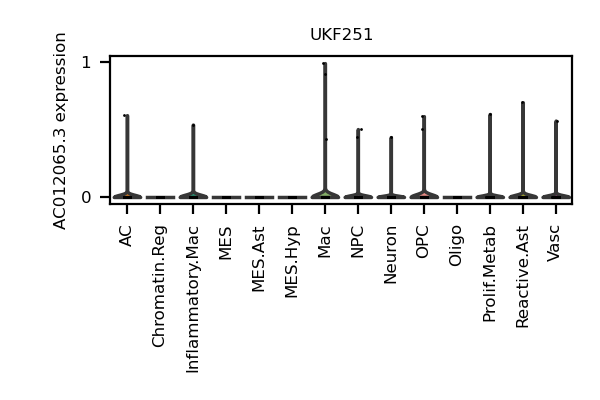 UKF251
AC012065.3 expression
1
0
AC
Chromatin.Reg
Inflammatory.Mac
MES
MES.Ast
MES.Hyp
Mac
NPC
Neuron
OPC
Oligo
Prolif.Metab
Reactive.Ast
Vasc